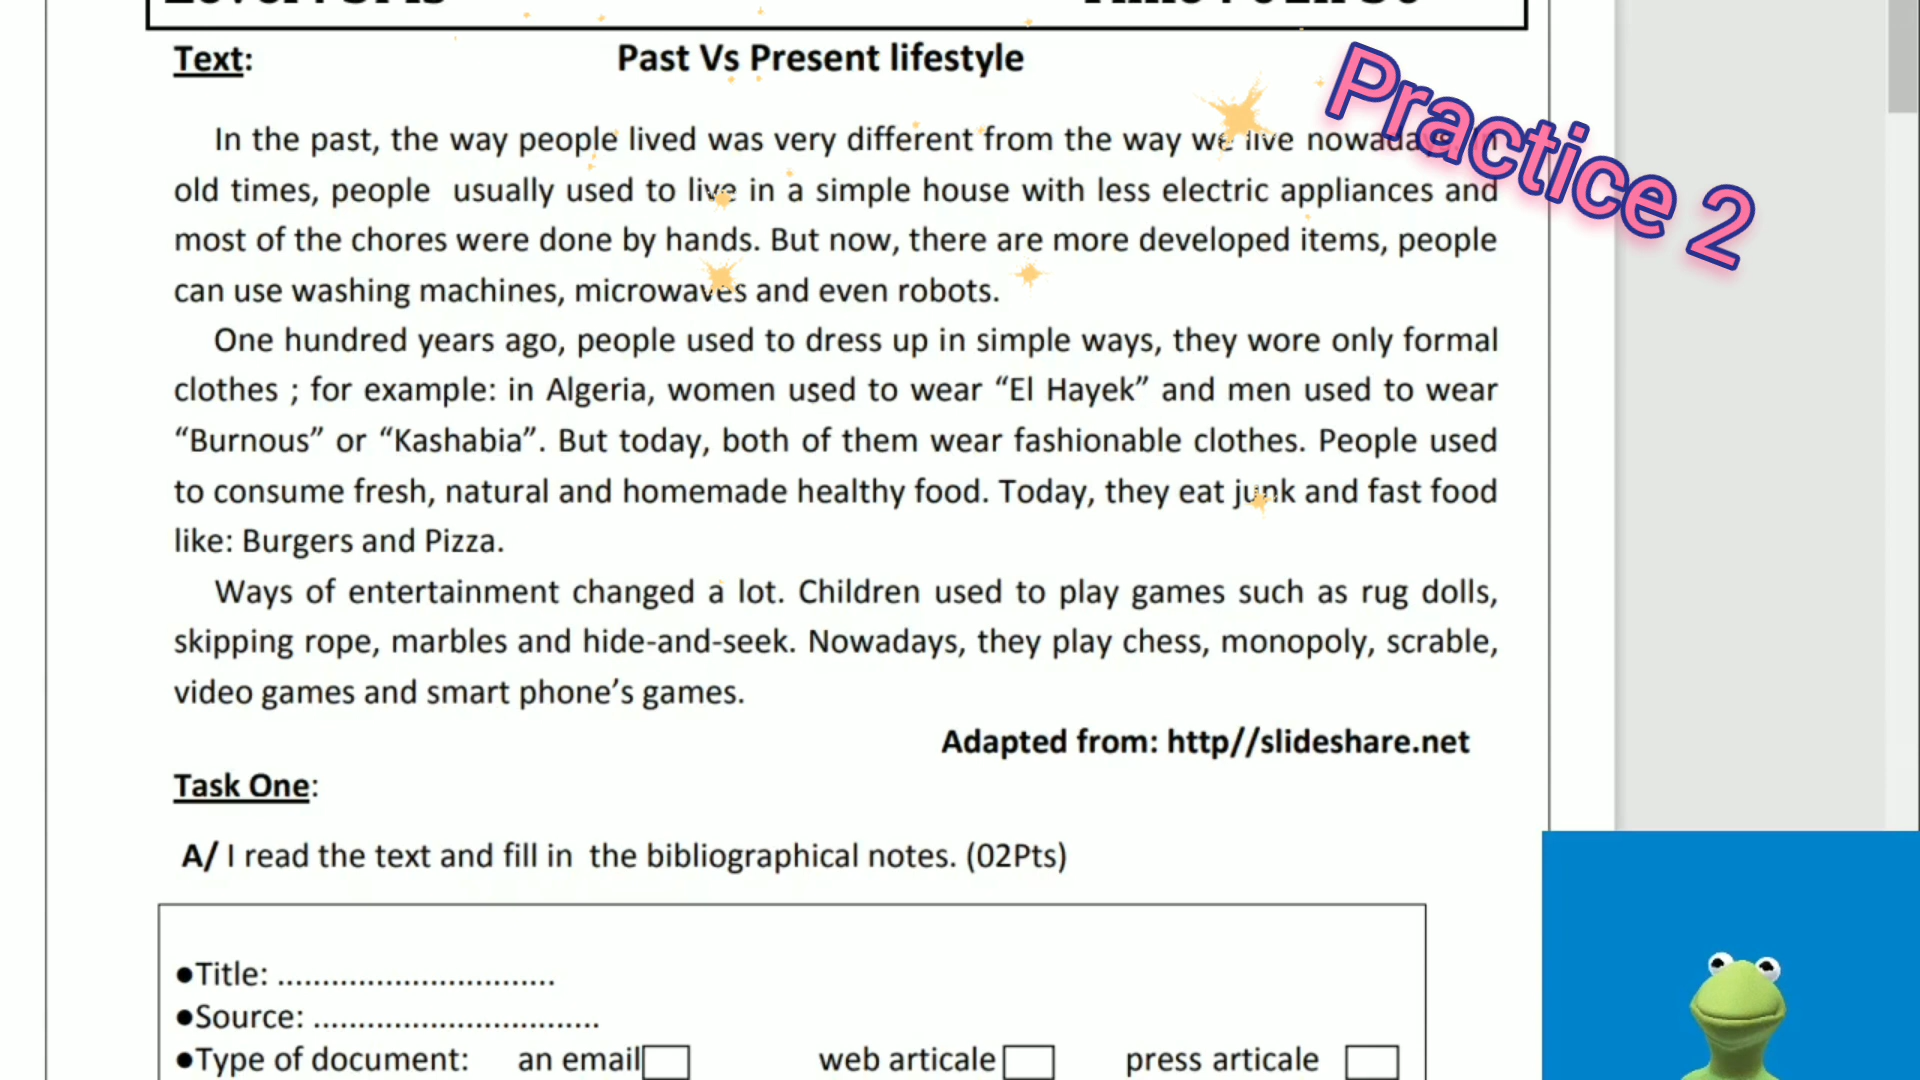 Text: Past Vs Present lifestyle
Practice 2
In the past, the way people lived was very different from the way we live nowadays. In
old times, people usually used to live in a simple house with less electric appliances and
most of the chores were done by hands. But now, there are more developed items, people
can use washing machines, microwaves and even robots.
One hundred years ago, people used to dress up in simple ways, they wore only formal
clothes ; for example: in Algeria, women used to wear “El Hayek” and men used to wear
“Burnous” or “Kashabia”. But today, both of them wear fashionable clothes. People used
to consume fresh, natural and homemade healthy food. Today, they eat junk and fast food
like: Burgers and Pizza.
Ways of entertainment changed a lot. Children used to play games such as rug dolls,
skipping rope, marbles and hide-and-seek. Nowadays, they play chess, monopoly, scrable,
video games and smart phone’s games.
Adapted from: http//slideshare.net
Task One:
A/ I read the text and fill in the bibliographical notes. (02Pts)
●Title: ...............................
●Source: ................................
●Type of document: an email web articale press articale